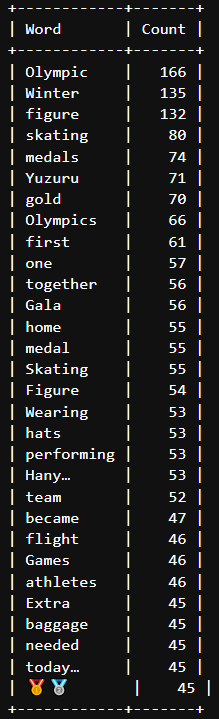 +-------------+-------+
| Word        | Count |
+-------------+-------+
| Olympic     |   166 |
| Winter      |   135 |
| figure      |   132 |
| skating     |    80 |
| medals      |    74 |
| Yuzuru      |    71 |
| gold        |    70 |
| Olympics    |    66 |
| first       |    61 |
| one         |    57 |
| together    |    56 |
| Gala        |    56 |
| home        |    55 |
| medal       |    55 |
| Skating     |    55 |
| Figure      |    54 |
| Wearing     |    53 |
| hats        |    53 |
| performing  |    53 |
| Hany…       |    53 |
| team        |    52 |
| became      |    47 |
| flight      |    46 |
| Games       |    46 |
| athletes    |    46 |
| Extra       |    45 |
| baggage     |    45 |
| needed      |    45 |
| today…      |    45 |
| 🥇🥈        |    45 |
+-------------+-------+